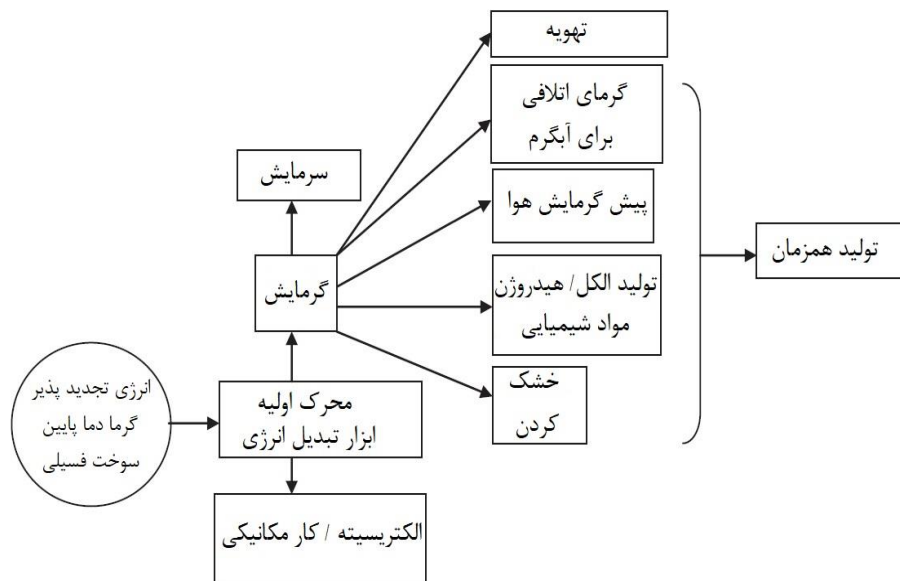 تهویه
گرمای اتلافی
برای آبگرم
سرمایش
پیش گرمایش هوا
تولید همزمان
گرمایش
تولید الکل/ هیدروژن
مواد شیمیایی
خشک
کردن
انرژی تجدید پذیر
گرما دما پایین
سوخت فسیلی
محرک اولیه
ابزار تبدیل انرژی
الکتریسیته / کار مکانیکی